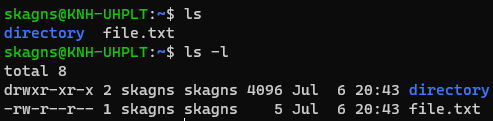 skagns@KNH-UHPLT:~$ ls
directory  file.txt
skagns@KNH-UHPLT:~$ ls -l
total 8
drwxr-xr-x 2 skagns skagns 4096 Jul  6 20:43 directory
-rw-r--r-- 1 skagns skagns    5 Jul  6 20:43 file.txt